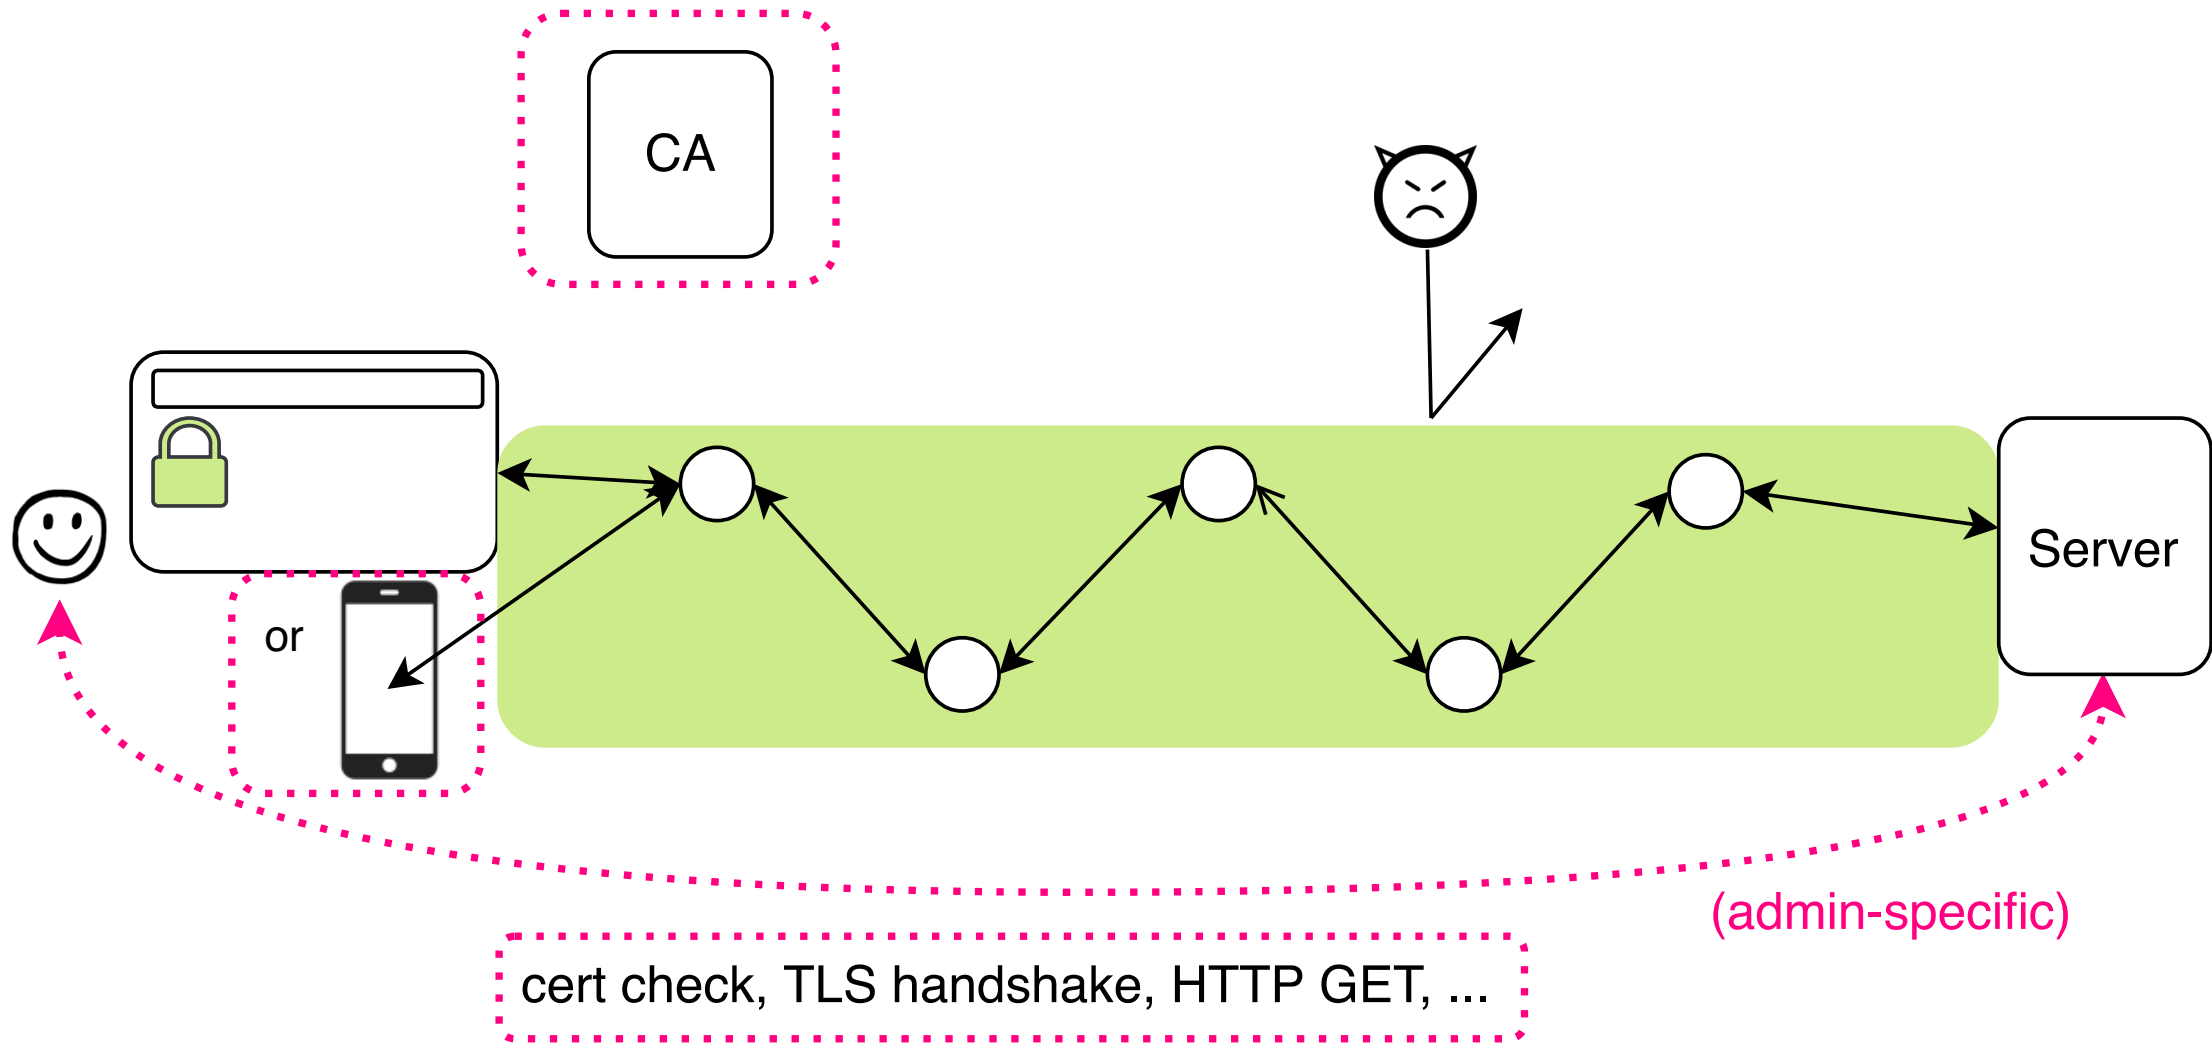 CA
Server
or
(admin-specific)
cert check, TLS handshake, HTTP GET, ...